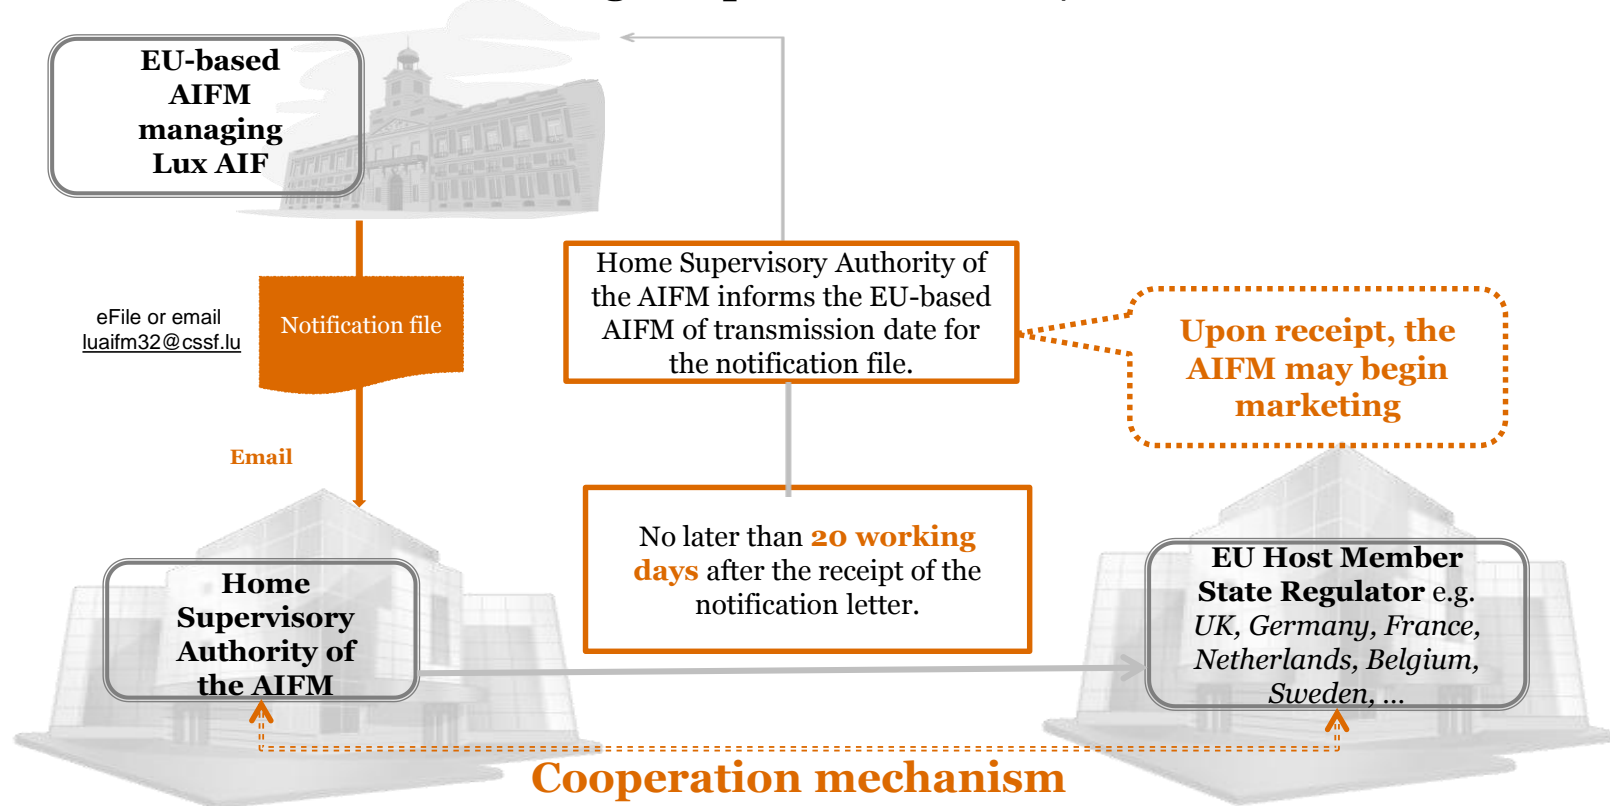 EU-based
AIFM
managing
Lux AIF
eFile or email
luaifm32@cssf.lu
Notification file
Email
Home Supervisory Authority of
the AIFM informs the EU-based
AIFM of transmission date for
the notification file.
Upon receipt, the
AIFM may begin
marketing
No later than 20 working
days after the receipt of the
notification letter.
Home
Supervisory
Authority of
the AIFM
EU Host Member
State Regulator e.g.
UK, Germany, France,
Netherlands, Belgium,
Sweden, ...
Cooperation mechanism